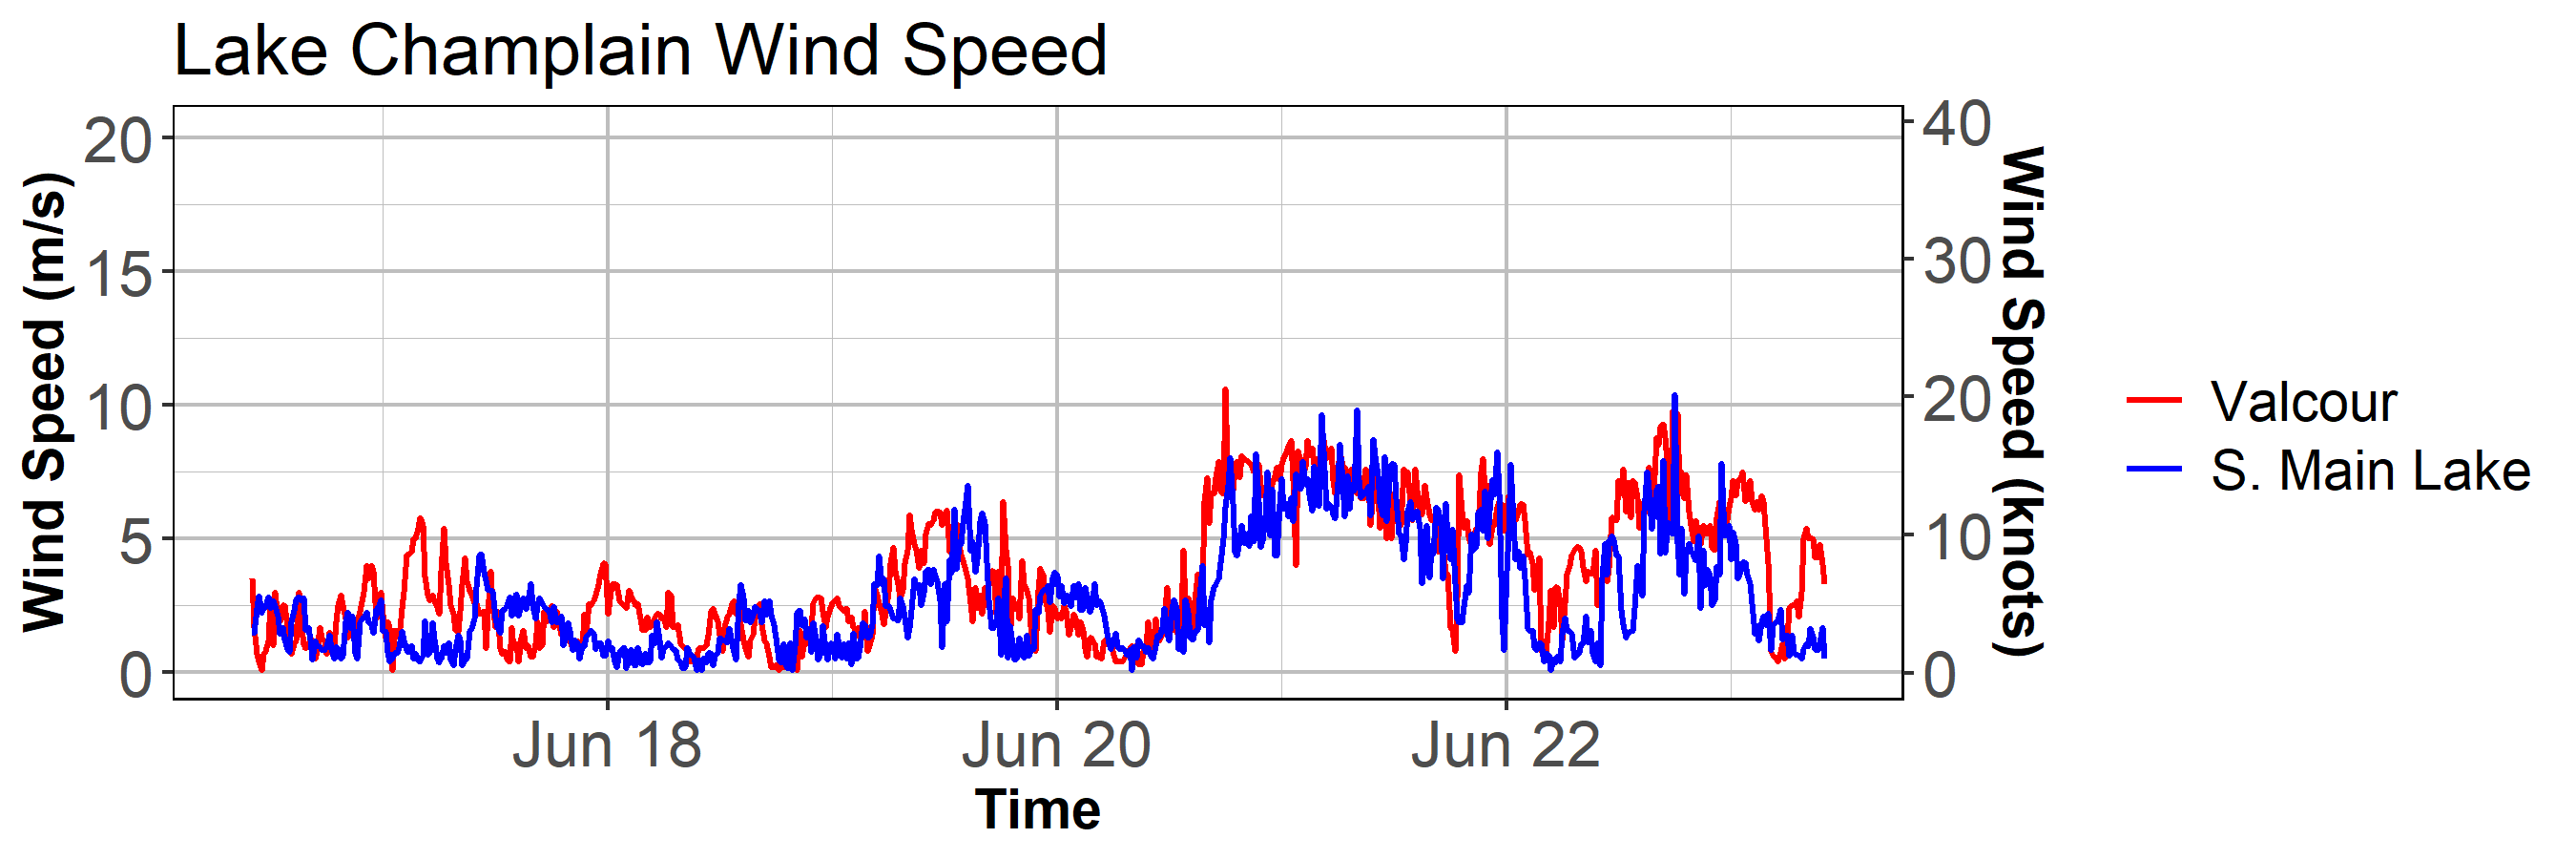 Lake Champlain Wind Speed
Wind Speed (m/s)
20
15
10
5
0
40
30
20
10
0
Wind Speed (knots)
Jun 18
Jun 20
Jun 22
Time
Valcour
S. Main Lake